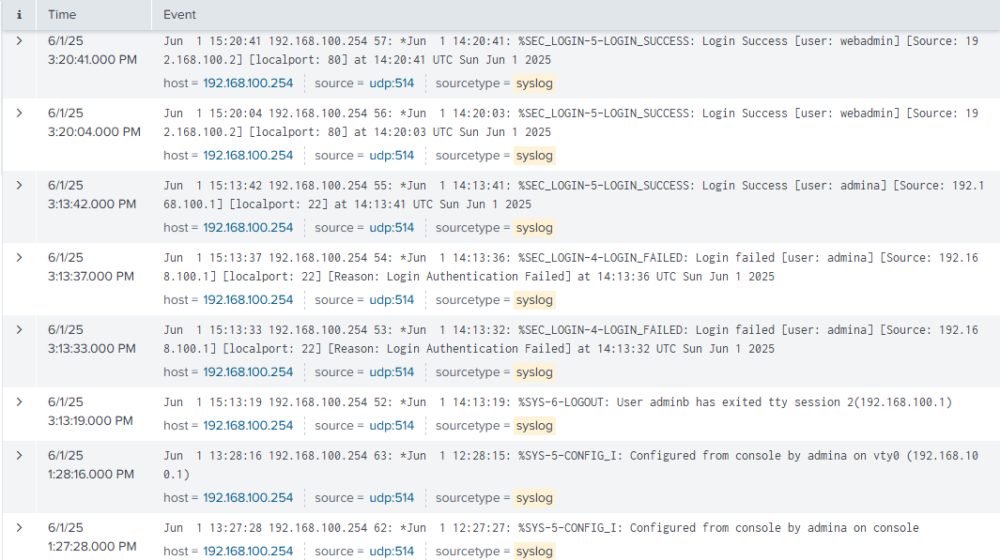 i Time Event
6/1/25
3:20:41.000 PM
Jun  1 15:20:41 192.168.100.254 57: *Jun  1 14:20:41: %SEC_LOGIN-5-LOGIN_SUCCESS: Login Success [user: webadmin] [Source: 19
2.168.100.2] [localport: 80] at 14:20:41 UTC Sun Jun 1 2025
host = 192.168.100.254 source = udp:514 sourcetype = syslog
6/1/25
3:20:04.000 PM
Jun  1 15:20:04 192.168.100.254 56: *Jun  1 14:20:03: %SEC_LOGIN-5-LOGIN_SUCCESS: Login Success [user: webadmin] [Source: 19
2.168.100.2] [localport: 80] at 14:20:03 UTC Sun Jun 1 2025
host = 192.168.100.254 source = udp:514 sourcetype = syslog
6/1/25
3:13:42.000 PM
Jun  1 15:13:42 192.168.100.254 55: *Jun  1 14:13:41: %SEC_LOGIN-5-LOGIN_SUCCESS: Login Success [user: admina] [Source: 192.1
68.100.1] [localport: 22] at 14:13:41 UTC Sun Jun 1 2025
host = 192.168.100.254 source = udp:514 sourcetype = syslog
6/1/25
3:13:37.000 PM
Jun  1 15:13:37 192.168.100.254 54: *Jun  1 14:13:36: %SEC_LOGIN-4-LOGIN_FAILED: Login failed [user: admina] [Source: 192.16
8.100.1] [localport: 22] [Reason: Login Authentication Failed] at 14:13:36 UTC Sun Jun 1 2025
host = 192.168.100.254 source = udp:514 sourcetype = syslog
6/1/25
3:13:33.000 PM
Jun  1 15:13:33 192.168.100.254 53: *Jun  1 14:13:32: %SEC_LOGIN-4-LOGIN_FAILED: Login failed [user: admina] [Source: 192.16
8.100.1] [localport: 22] [Reason: Login Authentication Failed] at 14:13:32 UTC Sun Jun 1 2025
host = 192.168.100.254 source = udp:514 sourcetype = syslog
6/1/25
3:13:19.000 PM
Jun  1 15:13:19 192.168.100.254 52: *Jun  1 14:13:19: %SYS-6-LOGOUT: User adminb has exited tty session 2(192.168.100.1)
host = 192.168.100.254 source = udp:514 sourcetype = syslog
6/1/25
1:28:16.000 PM
Jun  1 13:28:16 192.168.100.254 63: *Jun  1 12:28:15: %SYS-5-CONFIG_I: Configured from console by admina on vty0 (192.168.10
0.1)
host = 192.168.100.254 source = udp:514 sourcetype = syslog
6/1/25
1:27:28.000 PM
Jun  1 13:27:28 192.168.100.254 62: *Jun  1 12:27:27: %SYS-5-CONFIG_I: Configured from console by admina on console
host = 192.168.100.254 source = udp:514 sourcetype = syslog